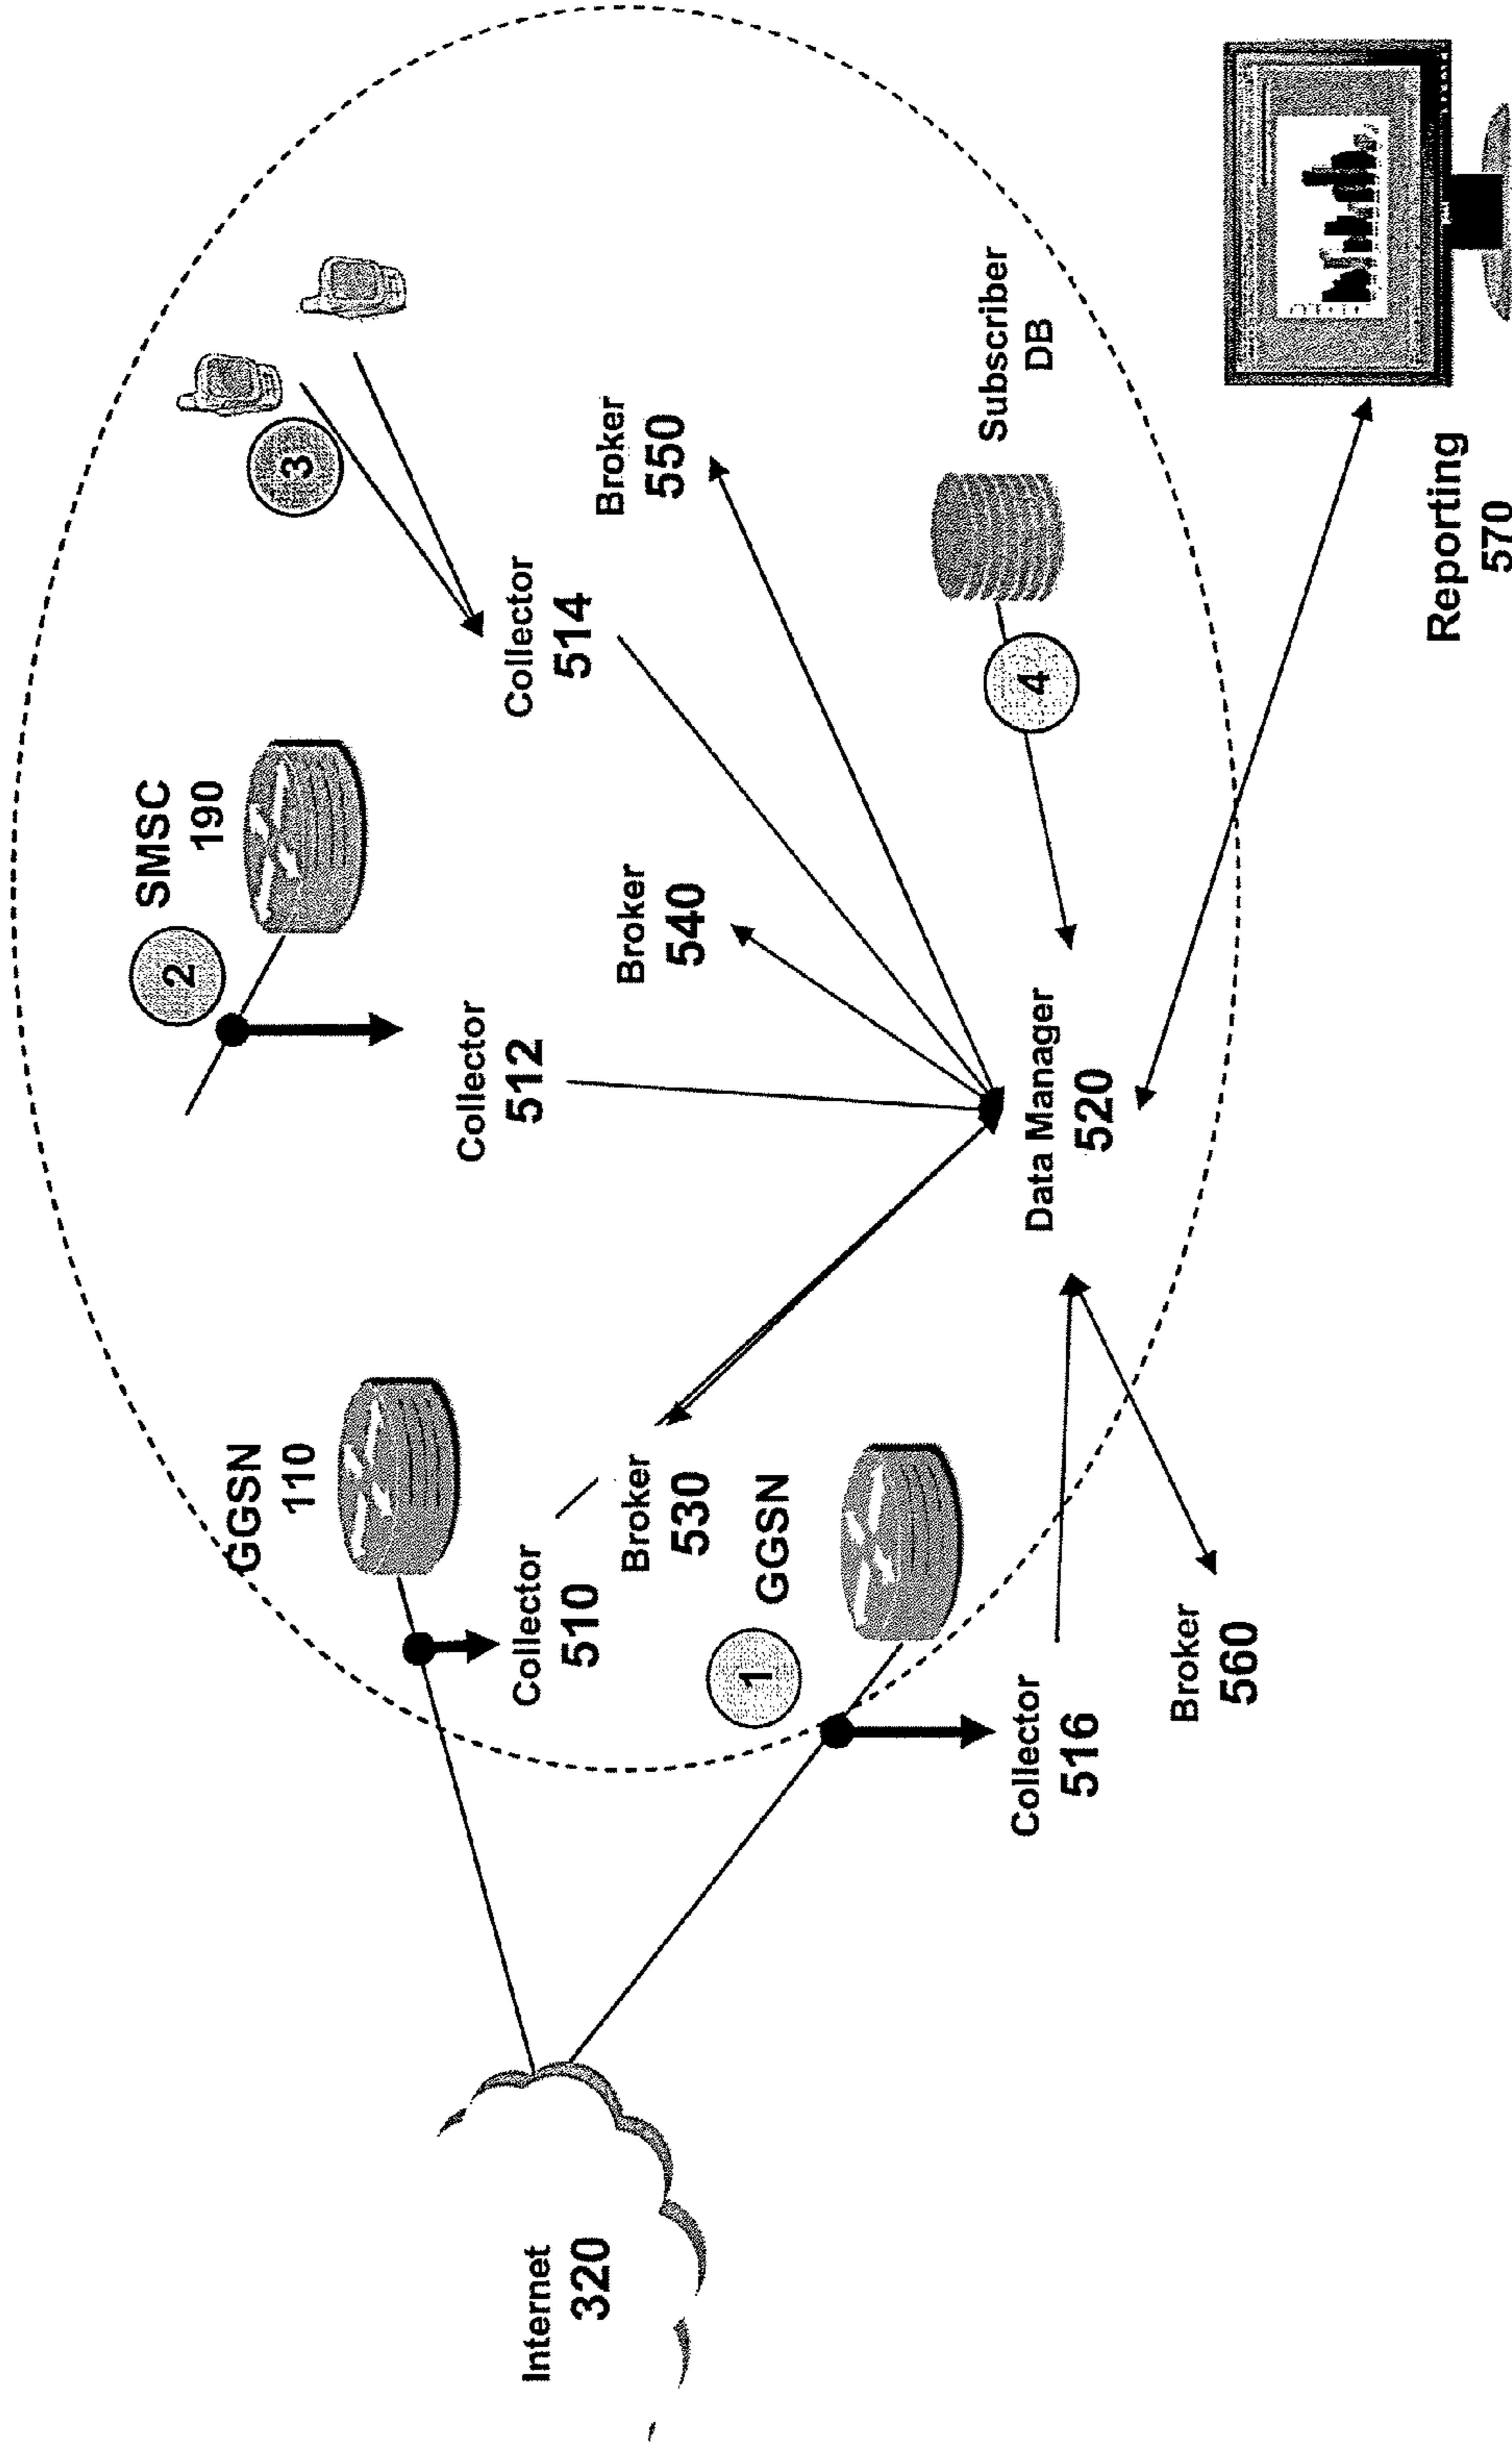 Internet
320
GGSN
110
Collector
510
Broker
530
1
GGSN
Collector
516
Broker
560
2
SMSC
190
Collector
512
Broker
540
Data Manager
520
3
Collector
514
Broker
550
4
Subscriber
DB
Reporting
570